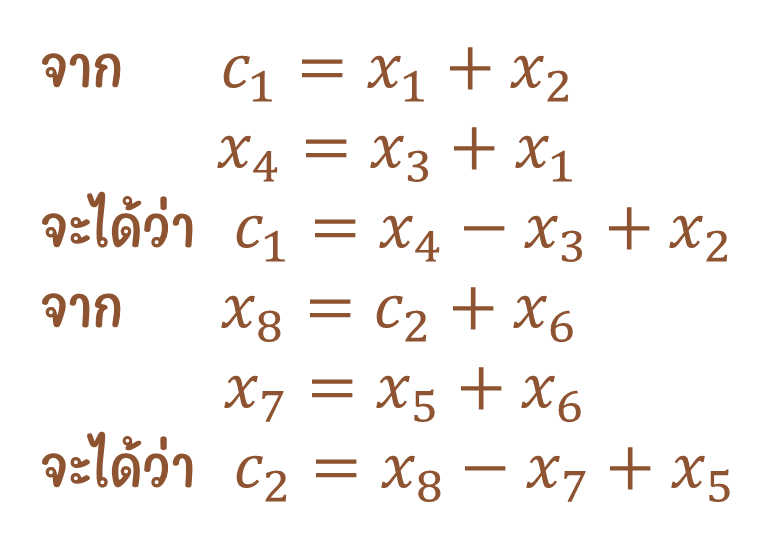 จาก c₁ = x₁ + x₂
x₄ = x₃ + x₁
จะได้ว่า c₁ = x₄ − x₃ + x₂
จาก x₈ = c₂ + x₆
x₇ = x₅ + x₆
จะได้ว่า c₂ = x₈ − x₇ + x₅